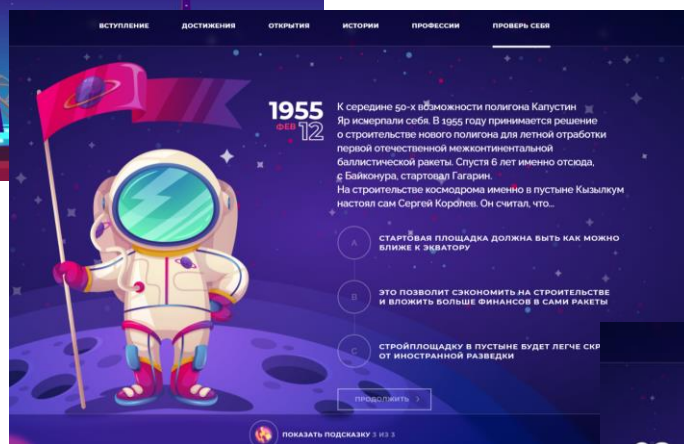 ВСТУПЛЕНИЕ ДОСТИЖЕНИЯ ОТКРЫТИЯ ИСТОРИИ ПРОФЕССИИ ПРОВЕРЬ СЕБЯ
1955
ФЕВ 12
К середине 50-х возможности полигона Капустин
Яр исчерпали себя. В 1955 году принимается решение
о строительстве нового полигона для летной отработки
первой отечественной межконтинентальной
баллистической ракеты. Спустя 6 лет именно отсюда,
с Байконура, стартовал Гагарин.
На строительстве космодрома именно в пустыне Кызылкум
настоял сам Сергей Королев. Он считал, что...
A СТАРТОВАЯ ПЛОЩАДКА ДОЛЖНА БЫТЬ КАК МОЖНО
БЛИЖЕ К ЭКВАТОРУ
B ЭТО ПОЗВОЛИТ СЭКОНОМИТЬ НА СТРОИТЕЛЬСТВЕ
И ВЛОЖИТЬ БОЛЬШЕ ФИНАНСОВ В САМИ РАКЕТЫ
C СТРОЙПЛОЩАДКУ В ПУСТЫНЕ БУДЕТ ЛЕГЧЕ
ОТ ИНОСТРАННОЙ РАЗВЕДКИ
ПРОДОЛЖИТЬ
ПОКАЗАТЬ ПОДСКАЗКУ 3 ИЗ 3